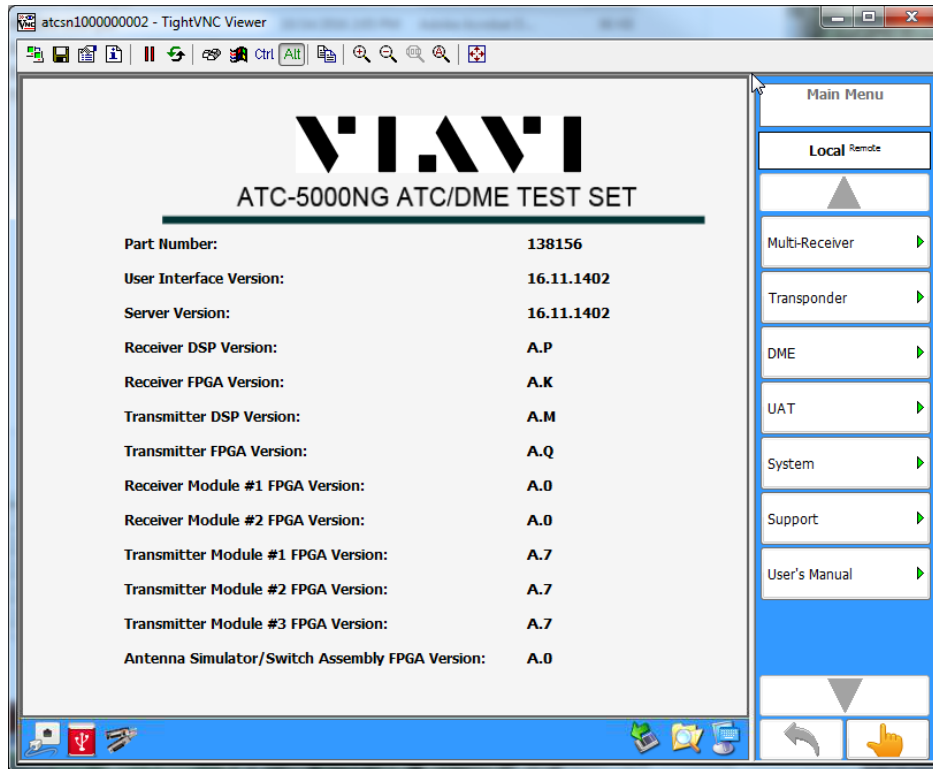 atcsn1000000002 - TightVNC Viewer
Ctrl Alt
VIAVI
ATC-5000NG ATC/DME TEST SET
Part Number: 138156
User Interface Version: 16.11.1402
Server Version: 16.11.1402
Receiver DSP Version: A.P
Receiver FPGA Version: A.K
Transmitter DSP Version: A.M
Transmitter FPGA Version: A.Q
Receiver Module #1 FPGA Version: A.0
Receiver Module #2 FPGA Version: A.0
Transmitter Module #1 FPGA Version: A.7
Transmitter Module #2 FPGA Version: A.7
Transmitter Module #3 FPGA Version: A.7
Antenna Simulator/Switch Assembly FPGA Version: A.0
Main Menu
Local Remote
Multi-Receiver
Transponder
DME
UAT
System
Support
User's Manual